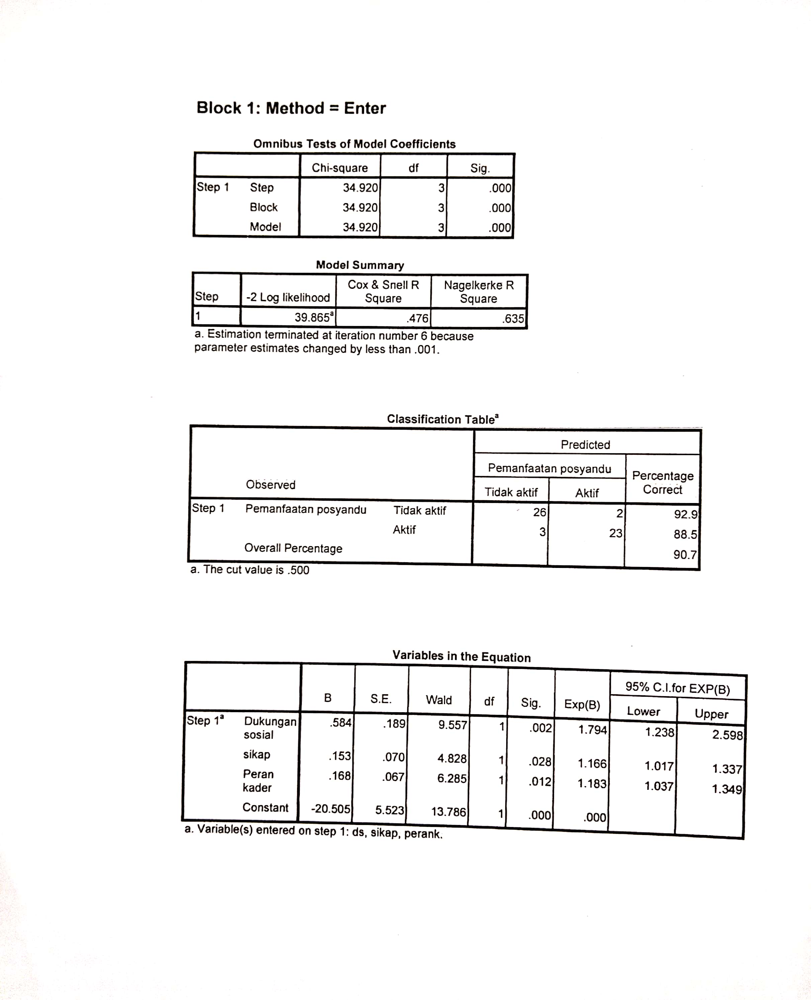 Block 1: Method = Enter
Omnibus Tests of Model Coefficients
Chi-square df Sig.
Step 1 Step 34.920 3 .000
Block 34.920 3 .000
Model 34.920 3 .000
Model Summary
Step -2 Log likelihood Cox & Snell R Square Nagelkerke R Square
1 39.865a .476 .635
a. Estimation terminated at iteration number 6 because
parameter estimates changed by less than .001.
Classification Tablea
Predicted
Pemanfaatan posyandu Percentage Correct
Observed Tidak aktif Aktif
Step 1 Pemanfaatan posyandu Tidak aktif 26 2 92.9
Aktif 3 23 88.5
Overall Percentage 90.7
a. The cut value is .500
Variables in the Equation
95% C.I.for EXP(B)
B S.E. Wald df Sig. Exp(B) Lower Upper
Step 1a Dukungan sosial .584 .189 9.557 1 .002 1.794 1.238 2.598
sikap .153 .070 4.828 1 .028 1.166 1.017 1.337
Peran kader .168 .067 6.285 1 .012 1.183 1.037 1.349
Constant -20.505 5.523 13.786 1 .000 .000
a. Variable(s) entered on step 1: ds, sikap, perank.